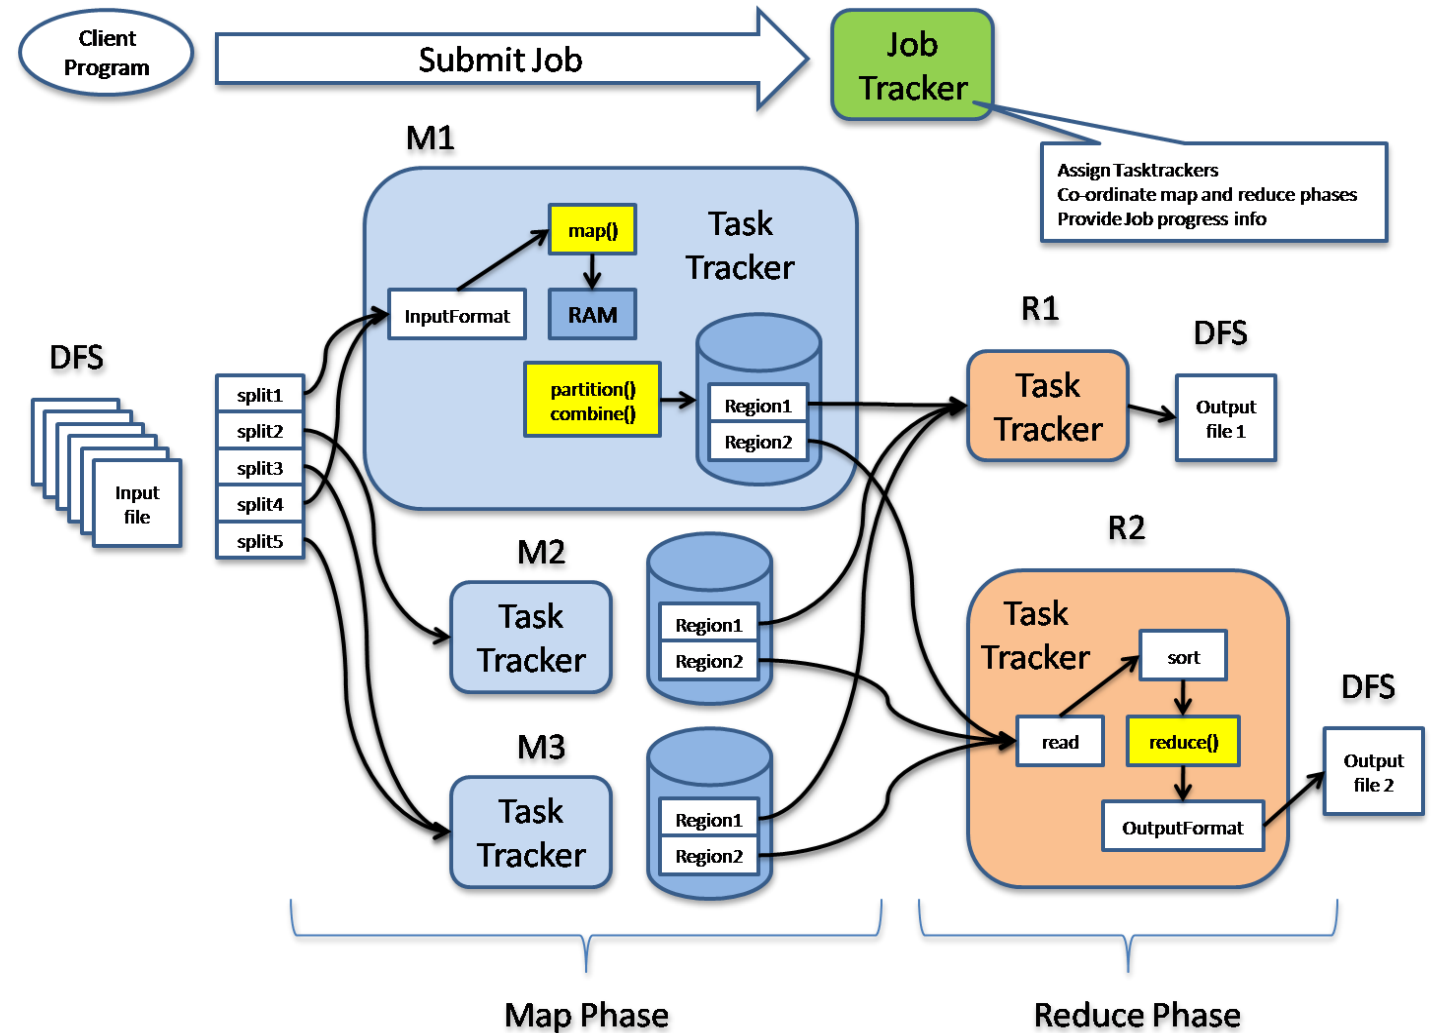 Client
Program
Submit Job
Job
Tracker
Assign Tasktrackers
Co-ordinate map and reduce phases
Provide Job progress info
M1
Task
Tracker
map()
InputFormat
RAM
partition()
combine()
Region1
Region2
DFS
Input
file
split1
split2
split3
split4
split5
M2
Task
Tracker
Region1
Region2
M3
Task
Tracker
Region1
Region2
R1
Task
Tracker
DFS
Output
file 1
R2
Task
Tracker
sort
read
reduce()
OutputFormat
DFS
Output
file 2
Map Phase
Reduce Phase